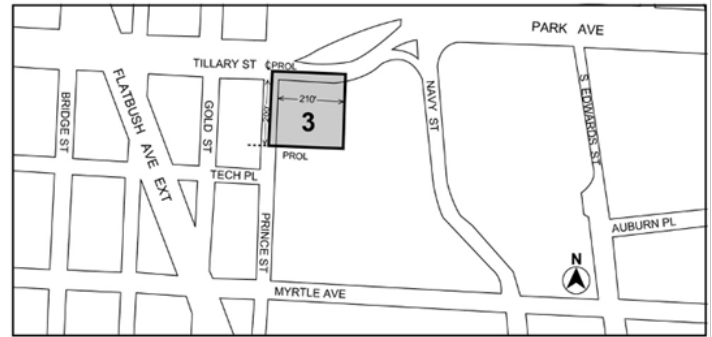 PARK AVE
TILLARY ST
℄PROL
210'
200'
3
PROL
BRIDGE ST
FLATBUSH AVE EXT
GOLD ST
TECH PL
PRINCE ST
NAVY ST
S EDWARDS ST
AUBURN PL
N
MYRTLE AVE